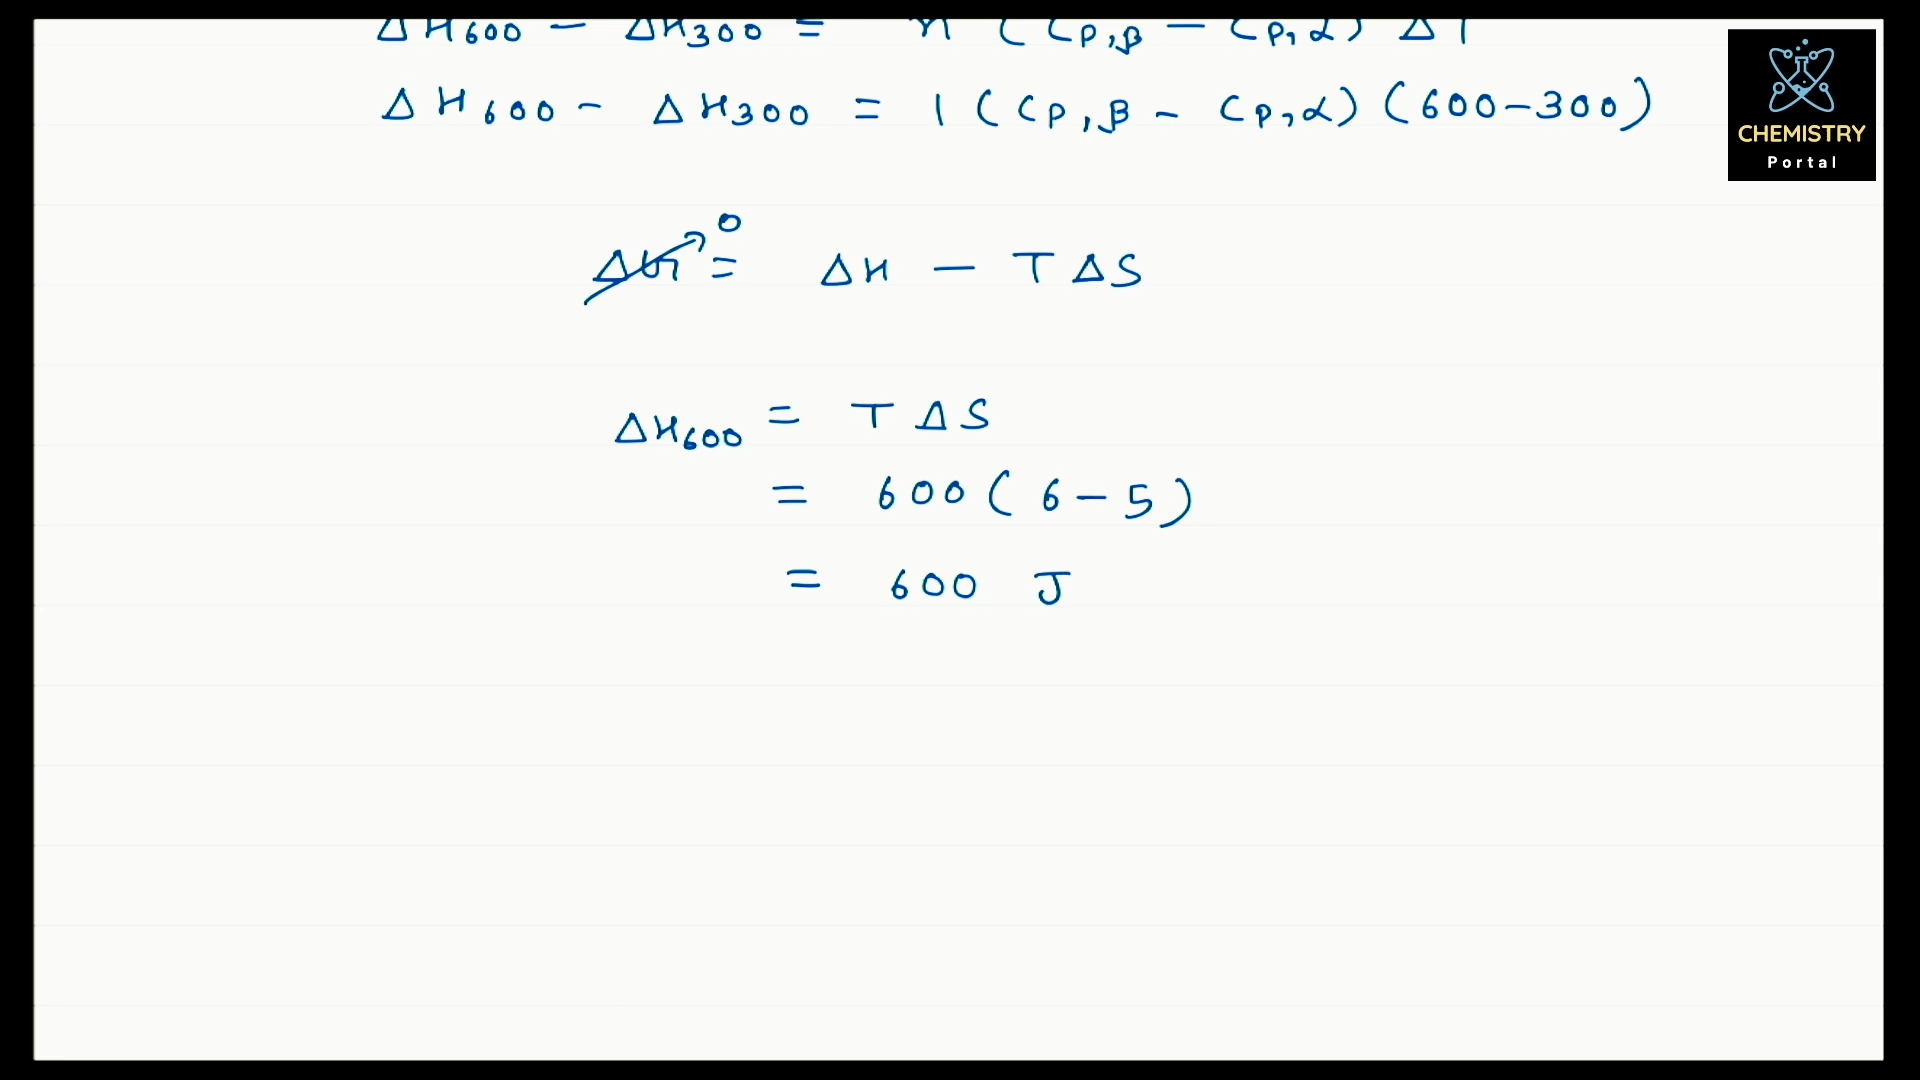 ΔH600 - ΔH300 = n (CP,β - CP,α) ΔT
ΔH600 - ΔH300 = 1 (CP,β - CP,α) (600-300)
CHEMISTRY
Portal
0
ΔG = ΔH - TΔS
ΔH600 = TΔS
= 600 (6-5)
= 600 J